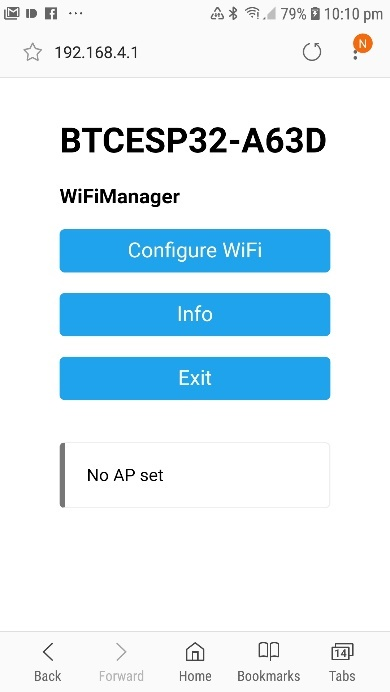 79% 10:10 pm
192.168.4.1
N
BTCESP32-A63D
WiFiManager
Configure WiFi
Info
Exit
No AP set
14
Back Forward Home Bookmarks Tabs